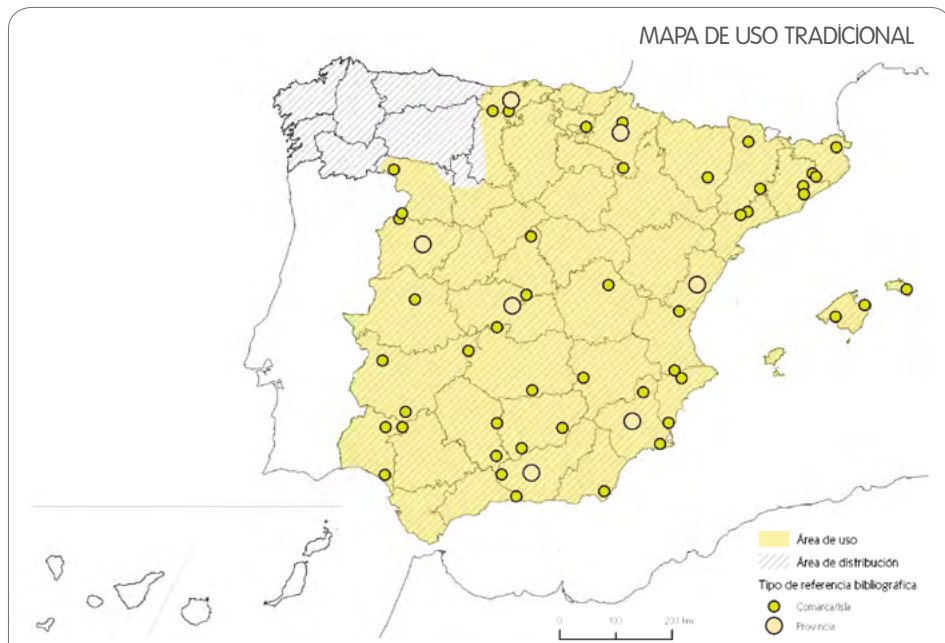 MAPA DE USO TRADICIONAL
Área de uso
Área de distribución
Tipo de referencia bibliográfica
Comarca/Isla
Provincia
0 100 200 km